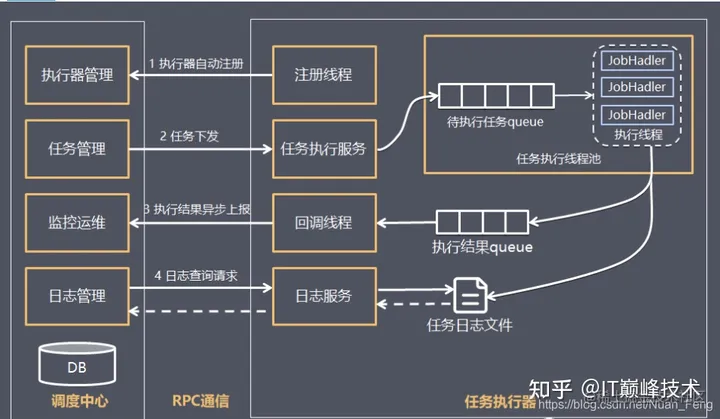 执行器管理
1 执行器自动注册
注册线程
JobHadler
JobHadler
JobHadler
执行线程
待执行任务queue
任务执行线程池
任务管理
2 任务下发
任务执行服务
监控运维
3 执行结果异步上报
回调线程
执行结果queue
日志管理
4 日志查询请求
日志服务
任务日志文件
DB
调度中心
RPC通信
任务执行器
知乎 @IT巅峰技术
https://blog.csdn.net/Nuan_Feng